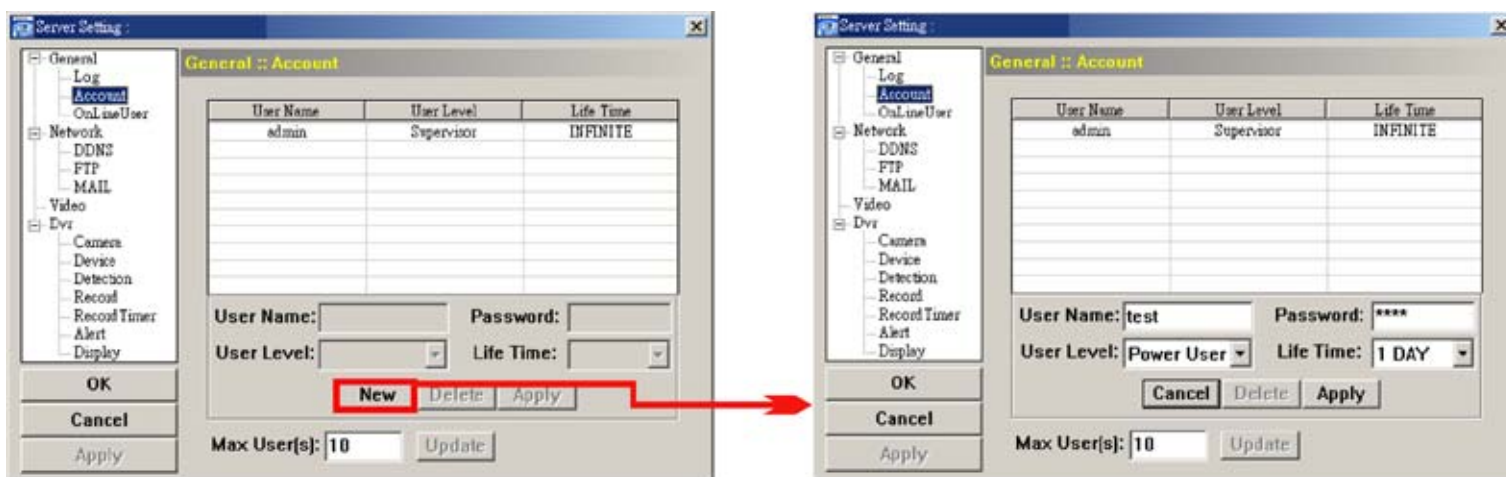 Server Setting :
General
Log
Account
OnLineUser
Network
DDNS
FTP
MAIL
Video
Dvr
Camera
Device
Detection
Record
Record Timer
Alert
Display
OK
Cancel
Apply
General :: Account
User Name User Level Life Time
admin Supervisor INFINITE
User Name: Password:
User Level: Life Time:
New Delete Apply
Max User(s): 10 Update
Server Setting :
General
Log
Account
OnLineUser
Network
DDNS
FTP
MAIL
Video
Dvr
Camera
Device
Detection
Record
Record Timer
Alert
Display
OK
Cancel
Apply
General :: Account
User Name User Level Life Time
admin Supervisor INFINITE
User Name: test Password: ****
User Level: Power User Life Time: 1 DAY
Cancel Delete Apply
Max User(s): 10 Update